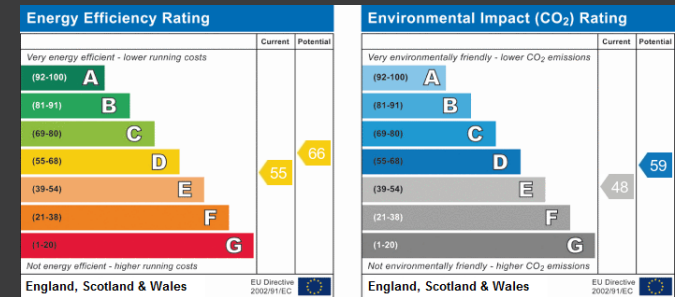 Energy Efficiency Rating
Current Potential
Very energy efficient - lower running costs
(92-100) A
(81-91) B
(69-80) C
(55-68) D
(39-54) E
(21-38) F
(1-20) G
55
66
Not energy efficient - higher running costs
England, Scotland & Wales
EU Directive
2002/91/EC
Environmental Impact (CO2) Rating
Current Potential
Very environmentally friendly - lower CO2 emissions
(92-100) A
(81-91) B
(69-80) C
(55-68) D
(39-54) E
(21-38) F
(1-20) G
48
59
Not environmentally friendly - higher CO2 emissions
England, Scotland & Wales
EU Directive
2002/91/EC